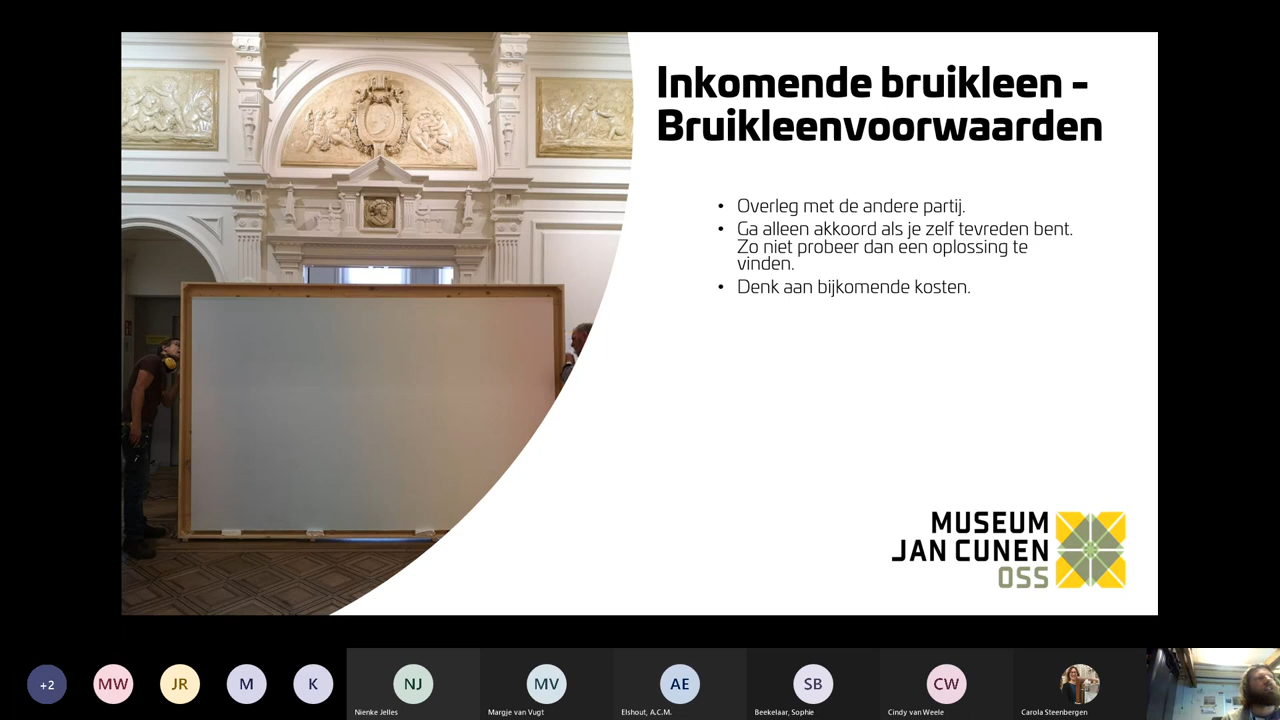 Inkomende bruikleen -
Bruikleenvoorwaarden
• Overleg met de andere partij.
• Ga alleen akkoord als je zelf tevreden bent.
Zo niet probeer dan een oplossing te
vinden.
• Denk aan bijkomende kosten.
MUSEUM
JAN CUNEN
OSS
+2
MW
JR
M
K
NJ
MV
AE
SB
CW
Nienke Jelles
Margje van Vugt
Elshout, A.C.M.
Beekelaar, Sophie
Cindy van Weele
Carola Steenbergen